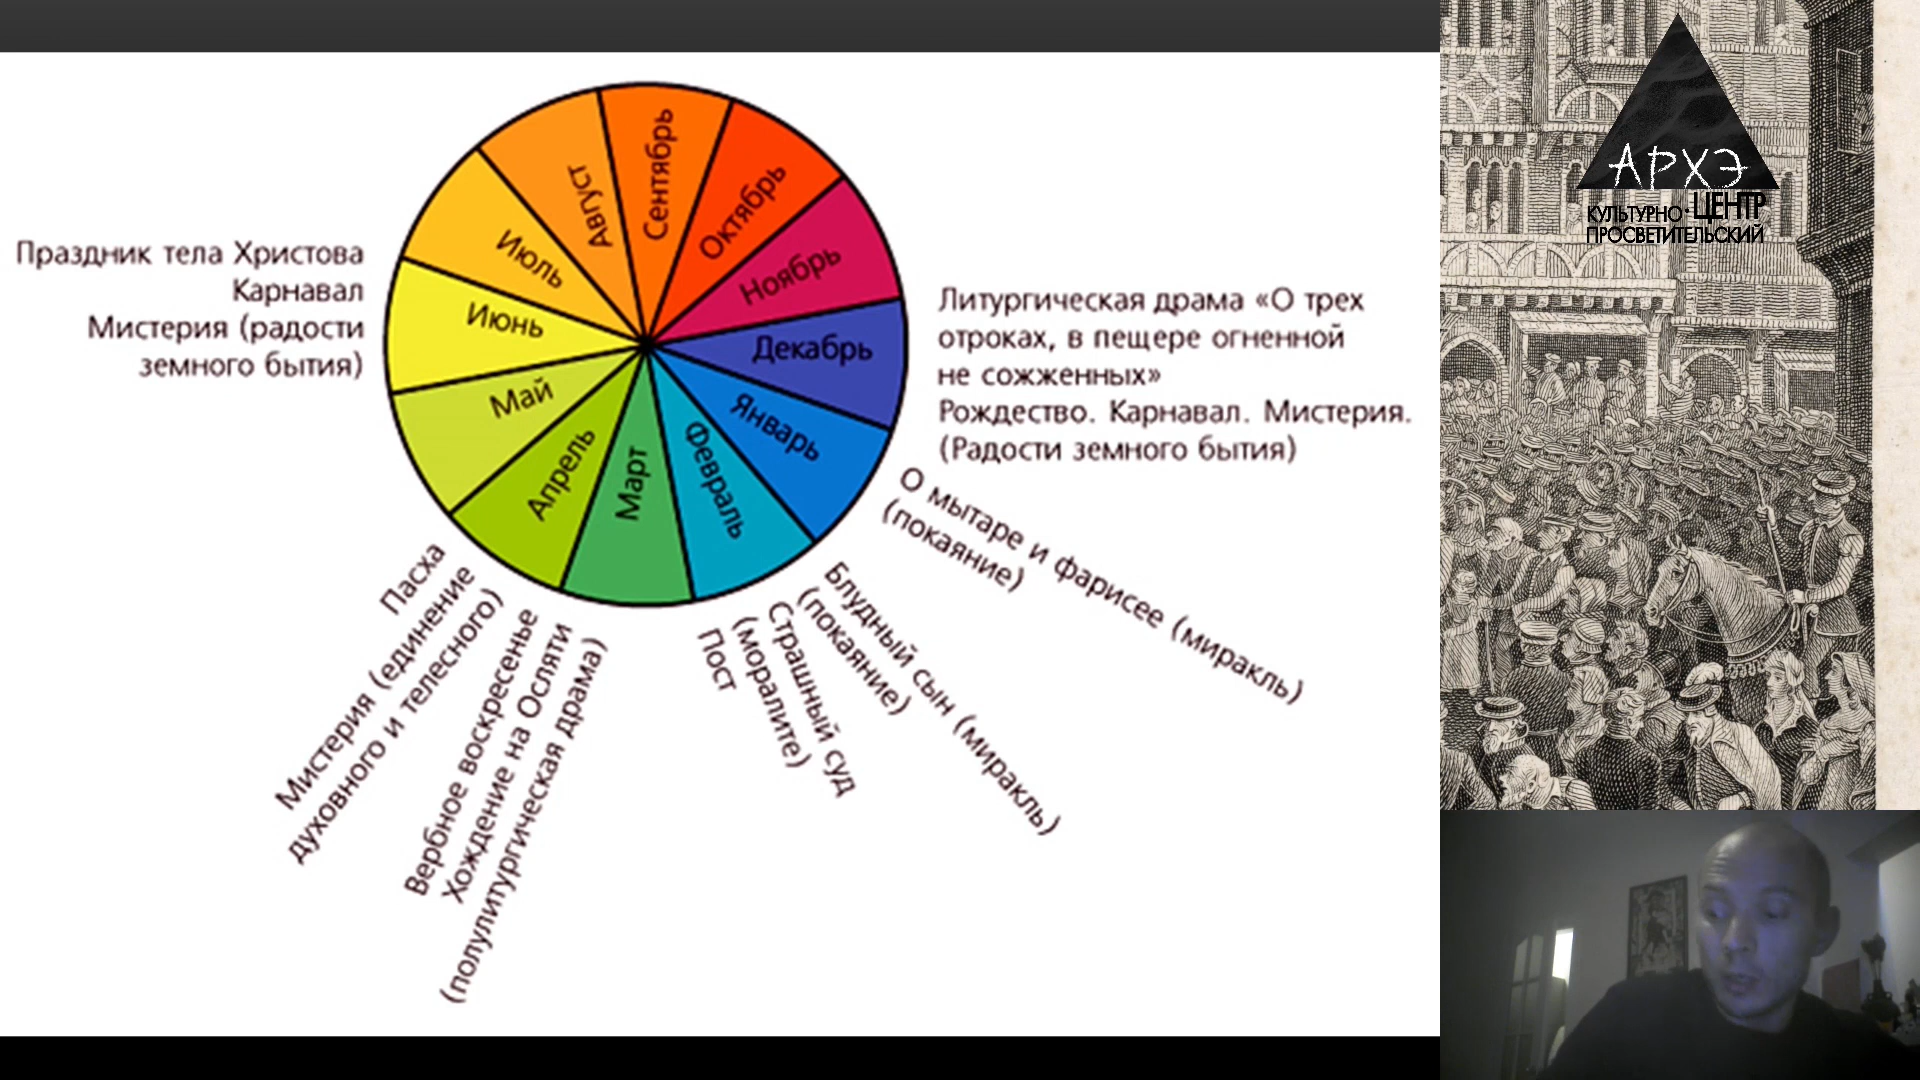 Сентябрь
Октябрь
Ноябрь
Декабрь
Январь
Февраль
Март
Апрель
Май
Июнь
Июль
Август
Праздник тела Христова
Карнавал
Мистерия (радости
земного бытия)
Литургическая драма «О трех
отроках, в пещере огненной
не сожженных»
Рождество. Карнавал. Мистерия.
(Радости земного бытия)
О мытаре и фарисее (миракль)
(покаяние)
Блудный сын (миракль)
(покаяние)
Страшный суд
(моралите)
Пост
Вербное воскресенье
Хождение на Осляти
(полулитургическая драма)
Пасха
Мистерия (единение
духовного и телесного)
АРХЭ
КУЛЬТУРНО-ЦЕНТР
ПРОСВЕТИТЕЛЬСКИЙ